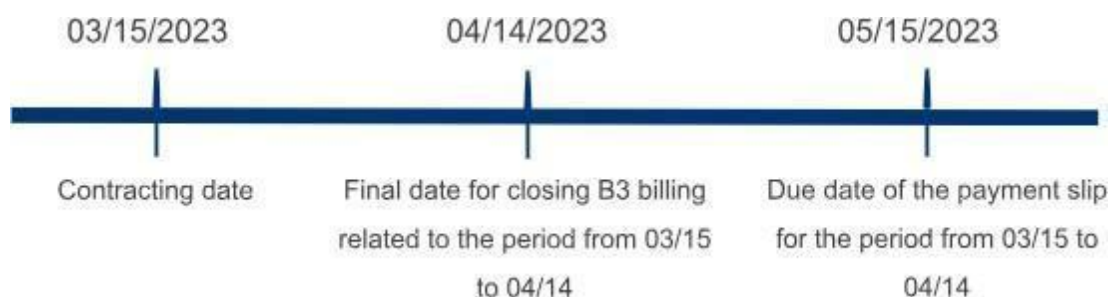 03/15/2023
04/14/2023
05/15/2023
Contracting date
Final date for closing B3 billing
related to the period from 03/15
to 04/14
Due date of the payment slip
for the period from 03/15 to
04/14